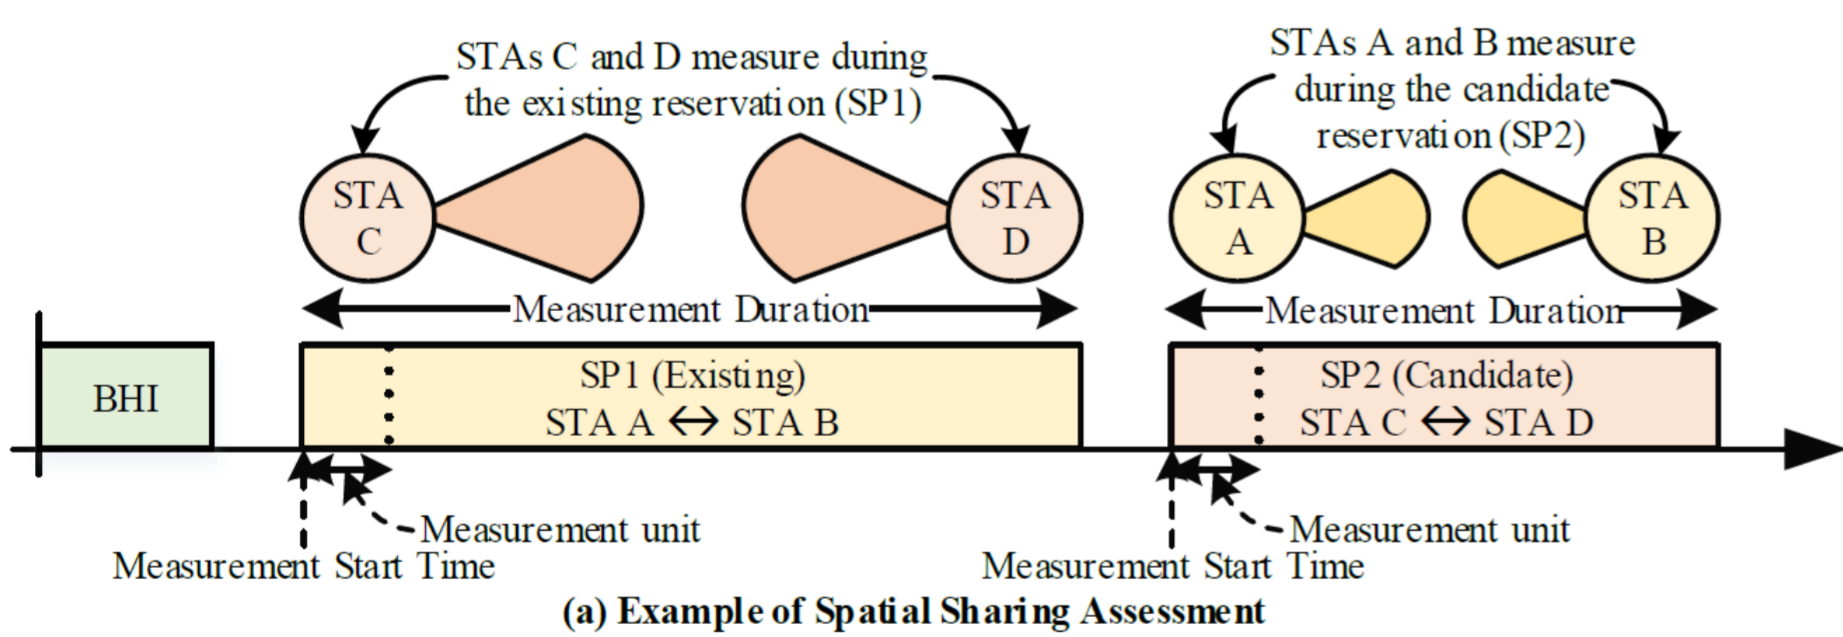 STAs C and D measure during
the existing reservation (SP1)
STAs A and B measure
during the candidate
reservation (SP2)
STA
C
STA
D
STA
A
STA
B
Measurement Duration
Measurement Duration
BHI
SP1 (Existing)
STA A ↔ STA B
SP2 (Candidate)
STA C ↔ STA D
Measurement unit
Measurement Start Time
Measurement unit
Measurement Start Time
(a) Example of Spatial Sharing Assessment